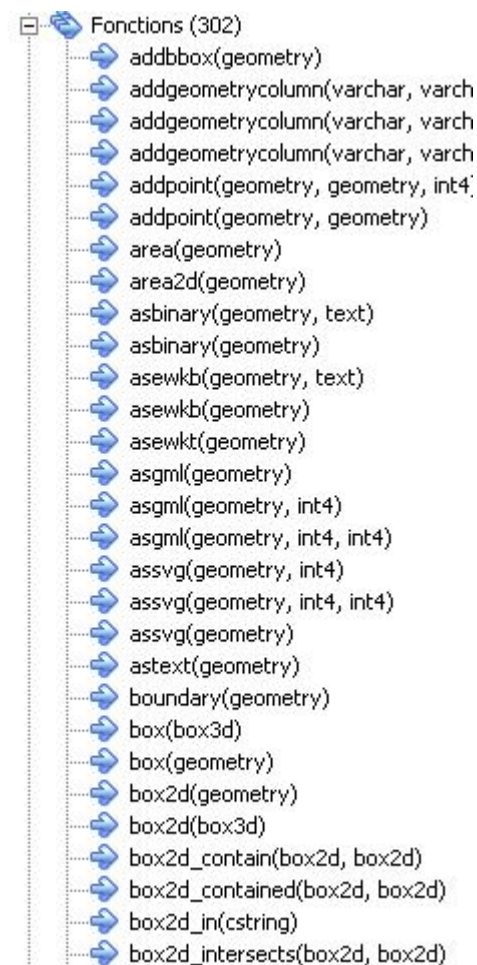 Fonctions (302)
addbbox(geometry)
addgeometrycolumn(varchar, varch
addgeometrycolumn(varchar, varch
addgeometrycolumn(varchar, varch
addpoint(geometry, geometry, int4)
addpoint(geometry, geometry)
area(geometry)
area2d(geometry)
asbinary(geometry, text)
asbinary(geometry)
asewkb(geometry, text)
asewkb(geometry)
asewkt(geometry)
asgml(geometry)
asgml(geometry, int4)
asgml(geometry, int4, int4)
assvg(geometry, int4)
assvg(geometry, int4, int4)
assvg(geometry)
astext(geometry)
boundary(geometry)
box(box3d)
box(geometry)
box2d(geometry)
box2d(box3d)
box2d_contain(box2d, box2d)
box2d_contained(box2d, box2d)
box2d_in(cstring)
box2d_intersects(box2d, box2d)